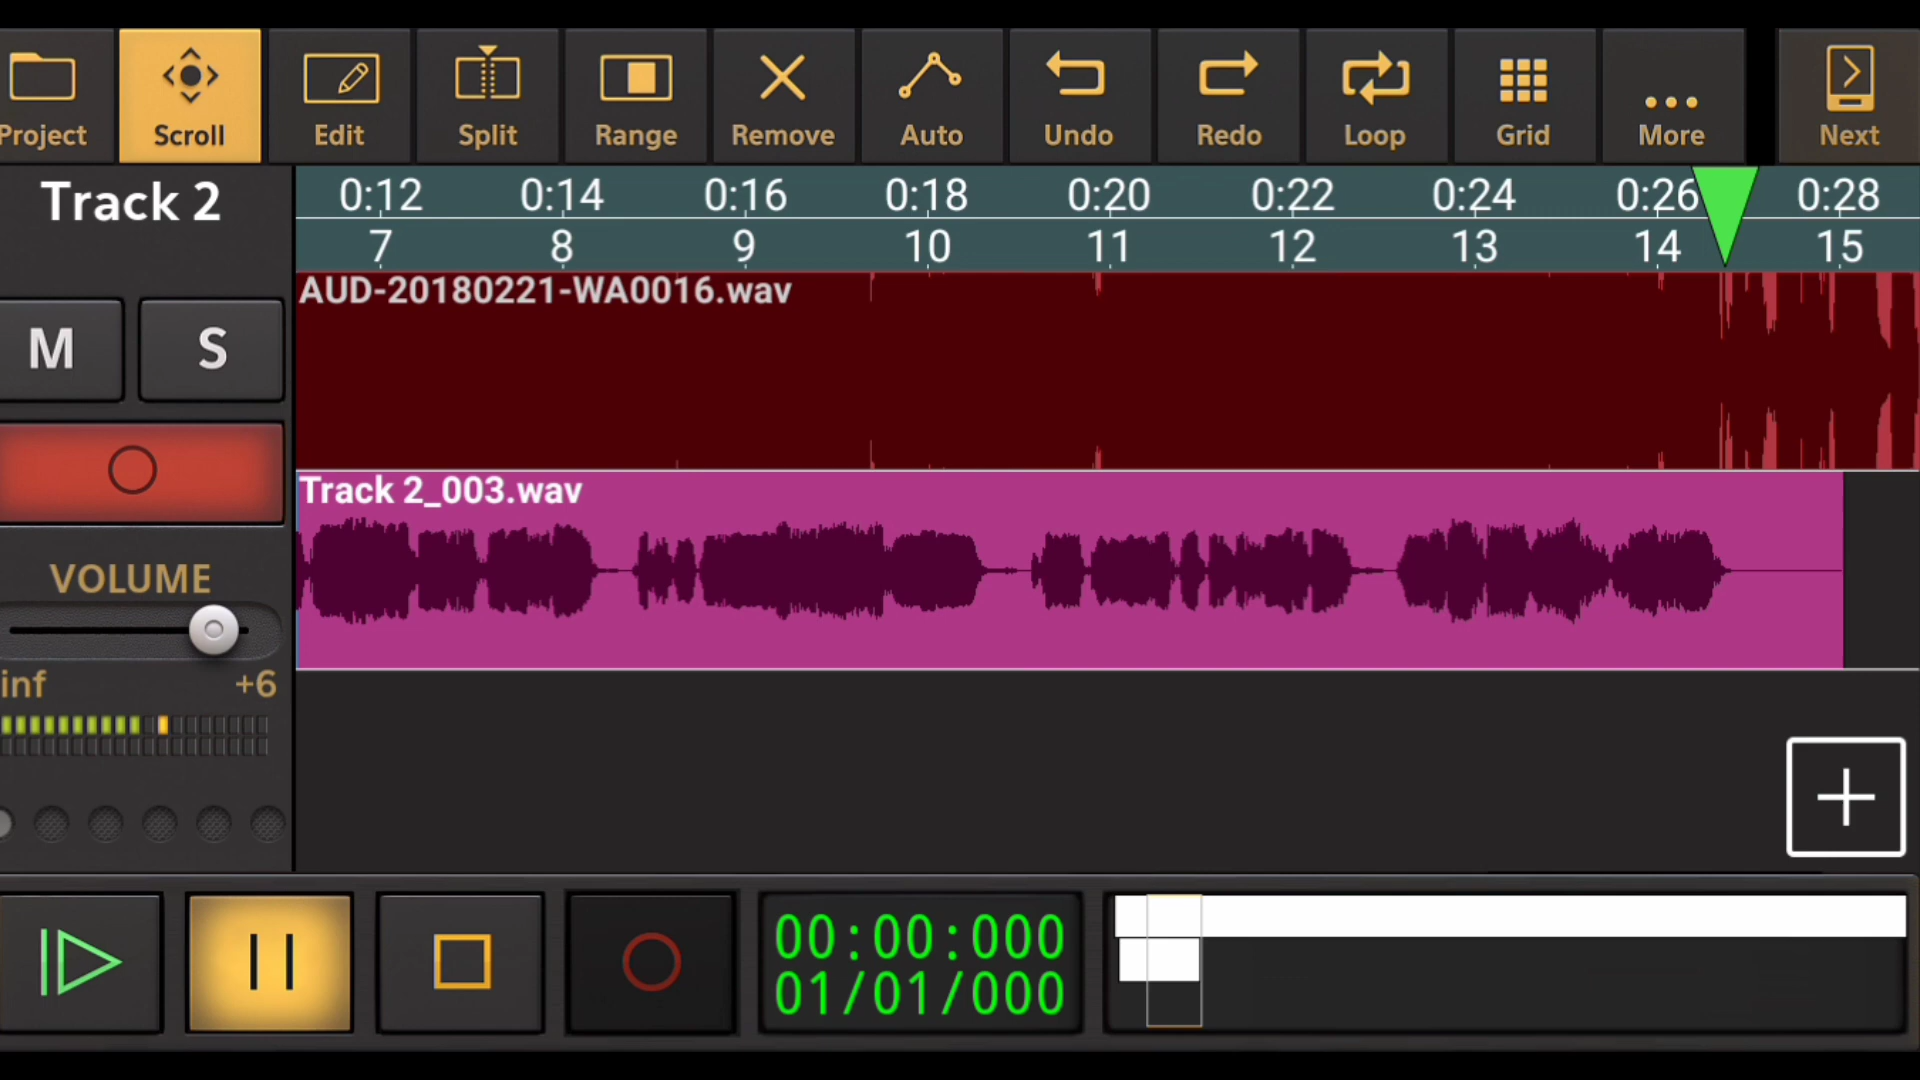 Project Scroll Edit Split Range Remove Auto Undo Redo Loop Grid More Next
Track 2
0:12 0:14 0:16 0:18 0:20 0:22 0:24 0:26 0:28
7 8 9 10 11 12 13 14 15
AUD-20180221-WA0016.wav
M S
Track 2_003.wav
VOLUME
inf +6
00:00:000
01/01/000